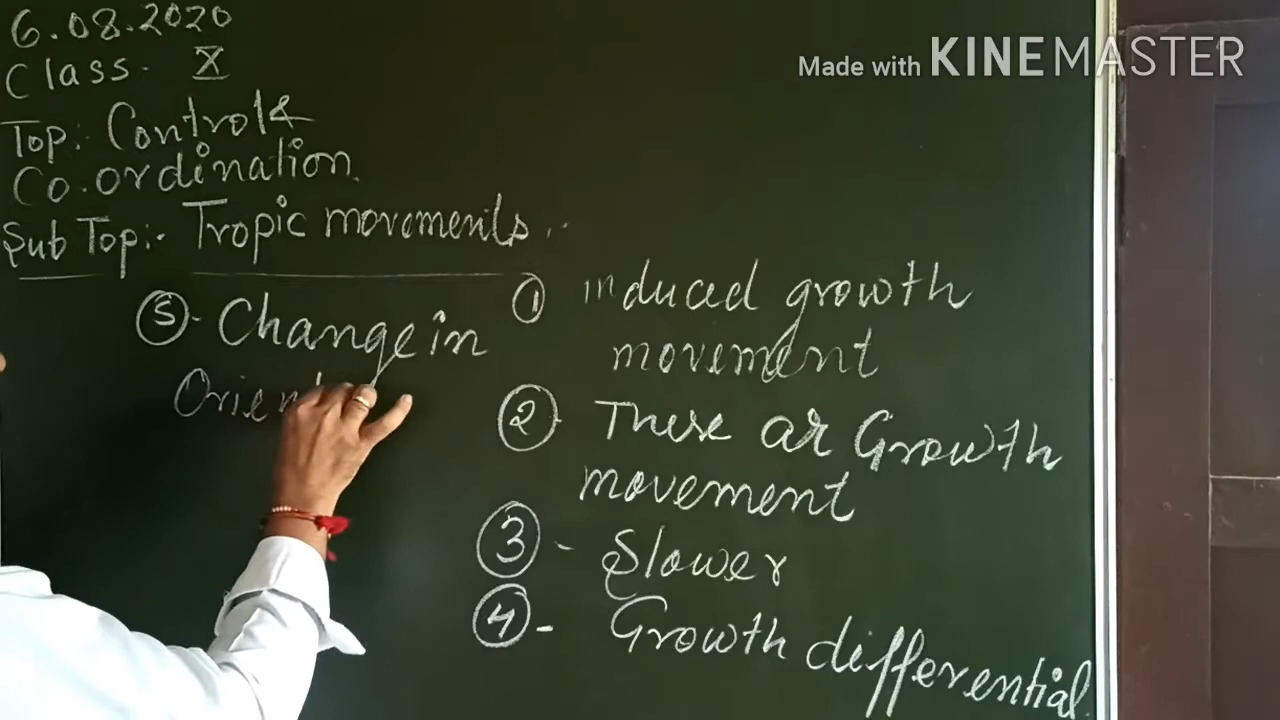 6.08.2020
Class- X
Top:- Control &
Co.ordination.
Sub Top:- Tropic movements..
① induced growth
movement
② These ar Growth
movement
③ - Slower
④ - Growth differential
⑤ - Change in
Made with KINEMASTER